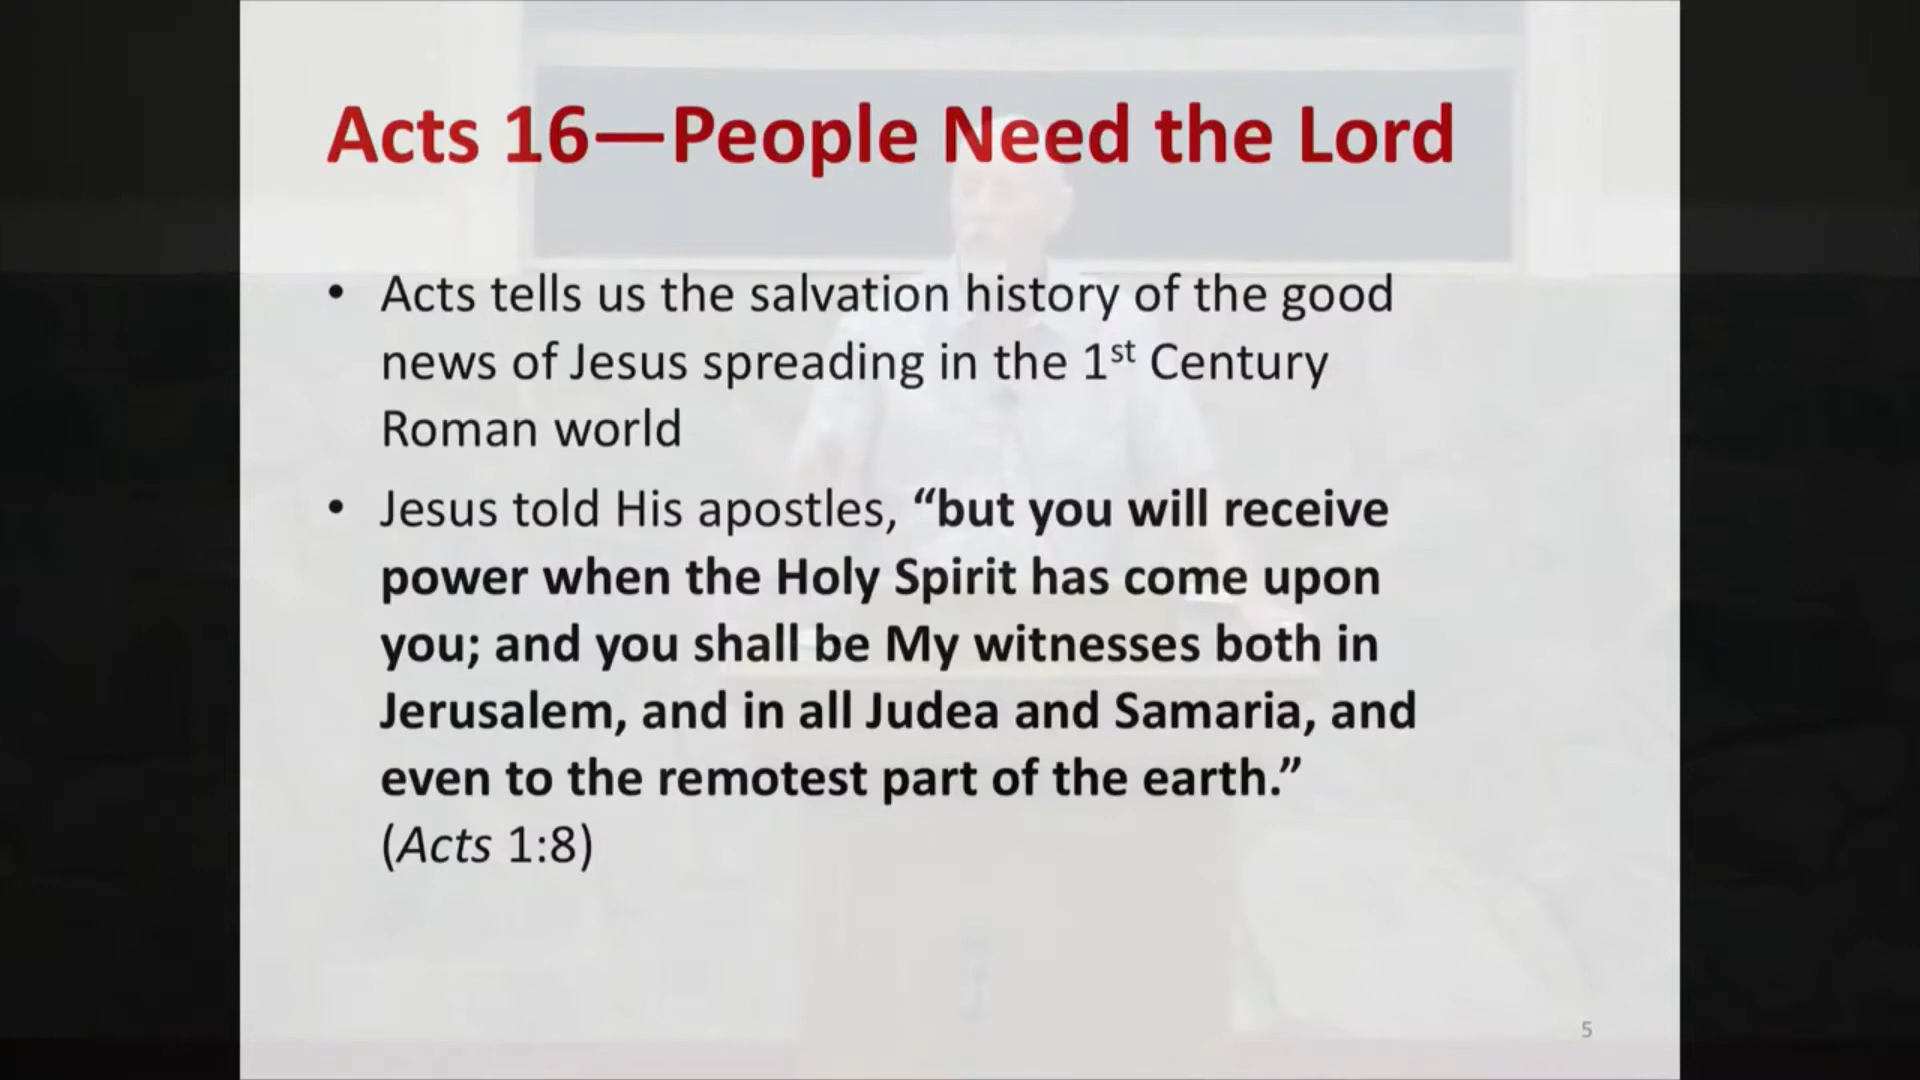 Acts 16—People Need the Lord
• Acts tells us the salvation history of the good
news of Jesus spreading in the 1st Century
Roman world
• Jesus told His apostles, “but you will receive
power when the Holy Spirit has come upon
you; and you shall be My witnesses both in
Jerusalem, and in all Judea and Samaria, and
even to the remotest part of the earth.”
(Acts 1:8)
5